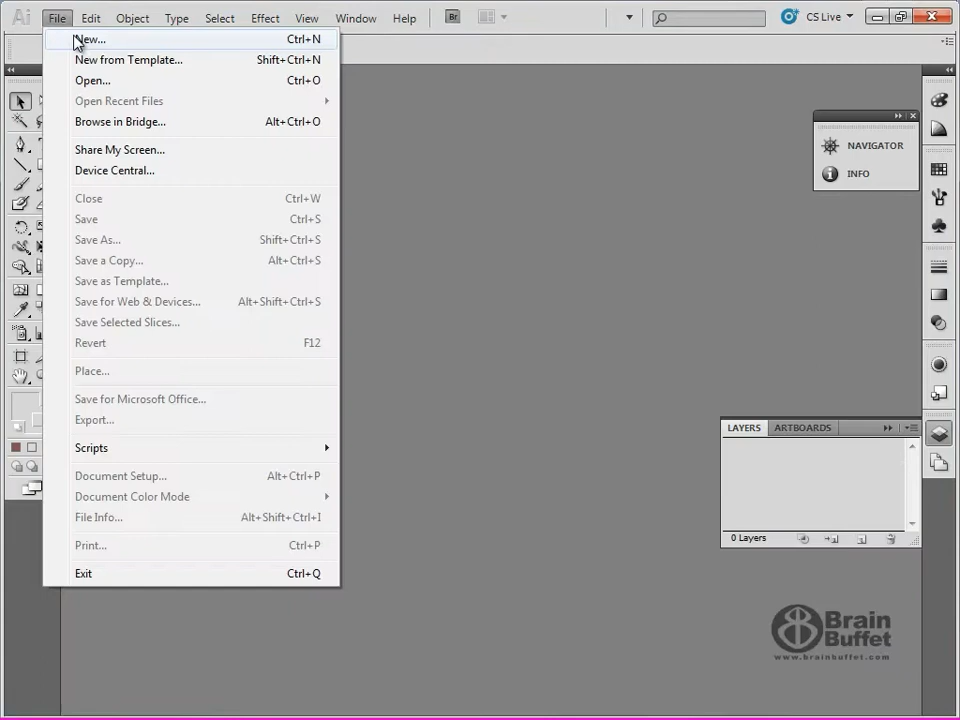 Ai File Edit Object Type Select Effect View Window Help Br CS Live
New... Ctrl+N
New from Template... Shift+Ctrl+N
Open... Ctrl+O
Open Recent Files
Browse in Bridge... Alt+Ctrl+O
Share My Screen...
Device Central...
Close Ctrl+W
Save Ctrl+S
Save As... Shift+Ctrl+S
Save a Copy... Alt+Ctrl+S
Save as Template...
Save for Web & Devices... Alt+Shift+Ctrl+S
Save Selected Slices...
Revert F12
Place...
Save for Microsoft Office...
Export...
Scripts
Document Setup... Alt+Ctrl+P
Document Color Mode
File Info... Alt+Shift+Ctrl+I
Print... Ctrl+P
Exit Ctrl+Q
NAVIGATOR
INFO
LAYERS ARTBOARDS
0 Layers
Brain
Buffet
www.brainbuffet.com